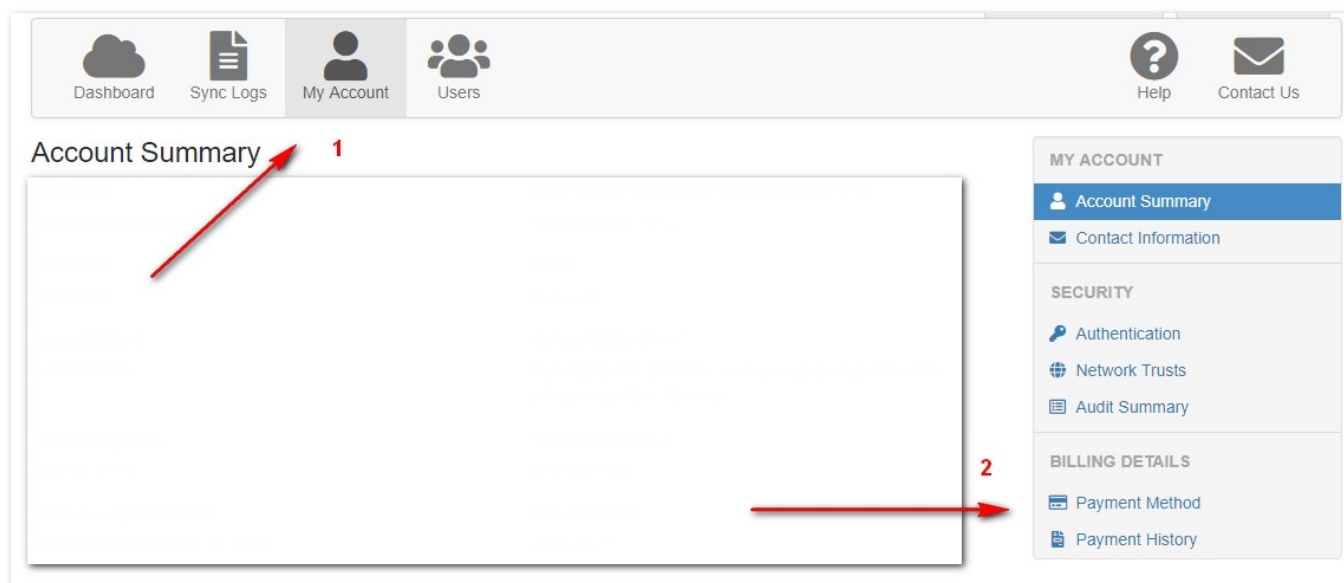 Dashboard
Sync Logs
My Account
Users
Help
Contact Us
Account Summary
1
MY ACCOUNT
Account Summary
Contact Information
SECURITY
Authentication
Network Trusts
Audit Summary
2
BILLING DETAILS
Payment Method
Payment History